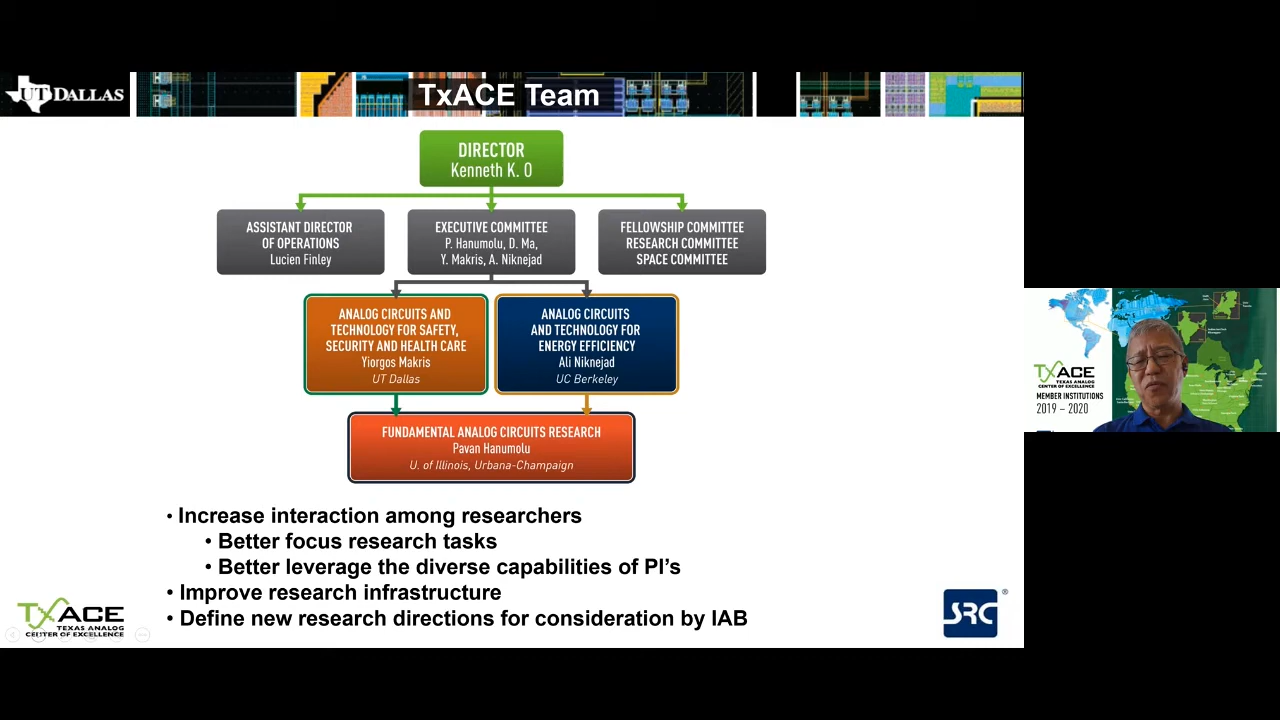 UT DALLAS
TxACE Team
DIRECTOR
Kenneth K. O
ASSISTANT DIRECTOR
OF OPERATIONS
Lucien Finley
EXECUTIVE COMMITTEE
P. Hanumolu, D. Ma,
Y. Makris, A. Niknejad
FELLOWSHIP COMMITTEE
RESEARCH COMMITTEE
SPACE COMMITTEE
ANALOG CIRCUITS AND
TECHNOLOGY FOR SAFETY,
SECURITY AND HEALTH CARE
Yiorgos Makris
UT Dallas
ANALOG CIRCUITS
AND TECHNOLOGY FOR
ENERGY EFFICIENCY
Ali Niknejad
UC Berkeley
FUNDAMENTAL ANALOG CIRCUITS RESEARCH
Pavan Hanumolu
U. of Illinois, Urbana-Champaign
• Increase interaction among researchers
• Better focus research tasks
• Better leverage the diverse capabilities of PI's
• Improve research infrastructure
• Define new research directions for consideration by IAB
TxACE
TEXAS ANALOG
CENTER OF EXCELLENCE
SRC®
TxACE
TEXAS ANALOG
CENTER OF EXCELLENCE
MEMBER INSTITUTIONS
2019 – 2020